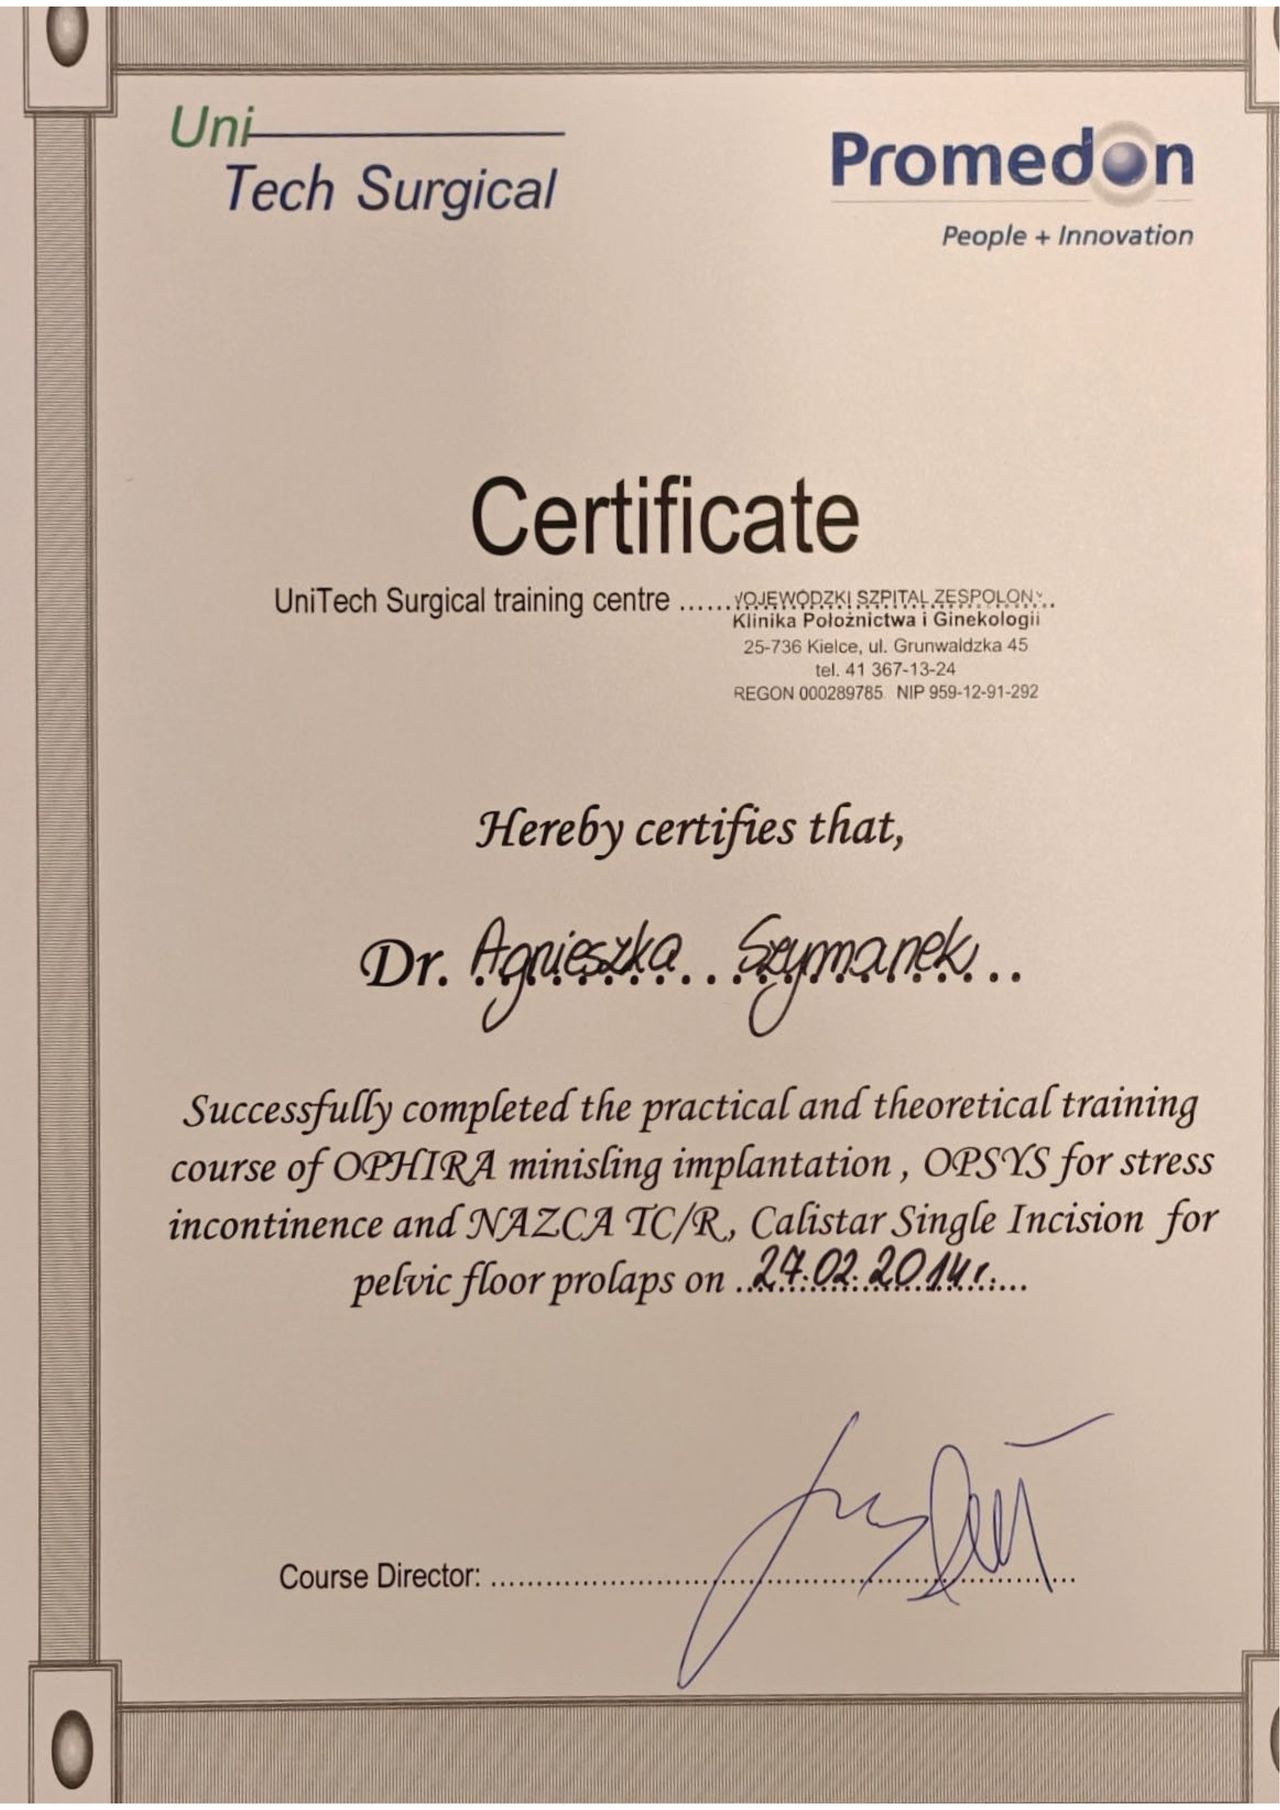 Uni
Tech Surgical
Promedon
People + Innovation
Certificate
UniTech Surgical training centre ......WOJEWÓDZKI SZPITAL ZESPOLONY..
Klinika Położnictwa i Ginekologii
25-736 Kielce, ul. Grunwaldzka 45
tel. 41 367-13-24
REGON 000289785 NIP 959-12-91-292
Hereby certifies that,
Dr. Agnieszka Szymanek
Successfully completed the practical and theoretical training
course of OPHIRA minisling implantation , OPSYS for stress
incontinence and NAZCA TC/R, Calistar Single Incision for
pelvic floor prolaps on 27.02.2014 r.
Course Director: